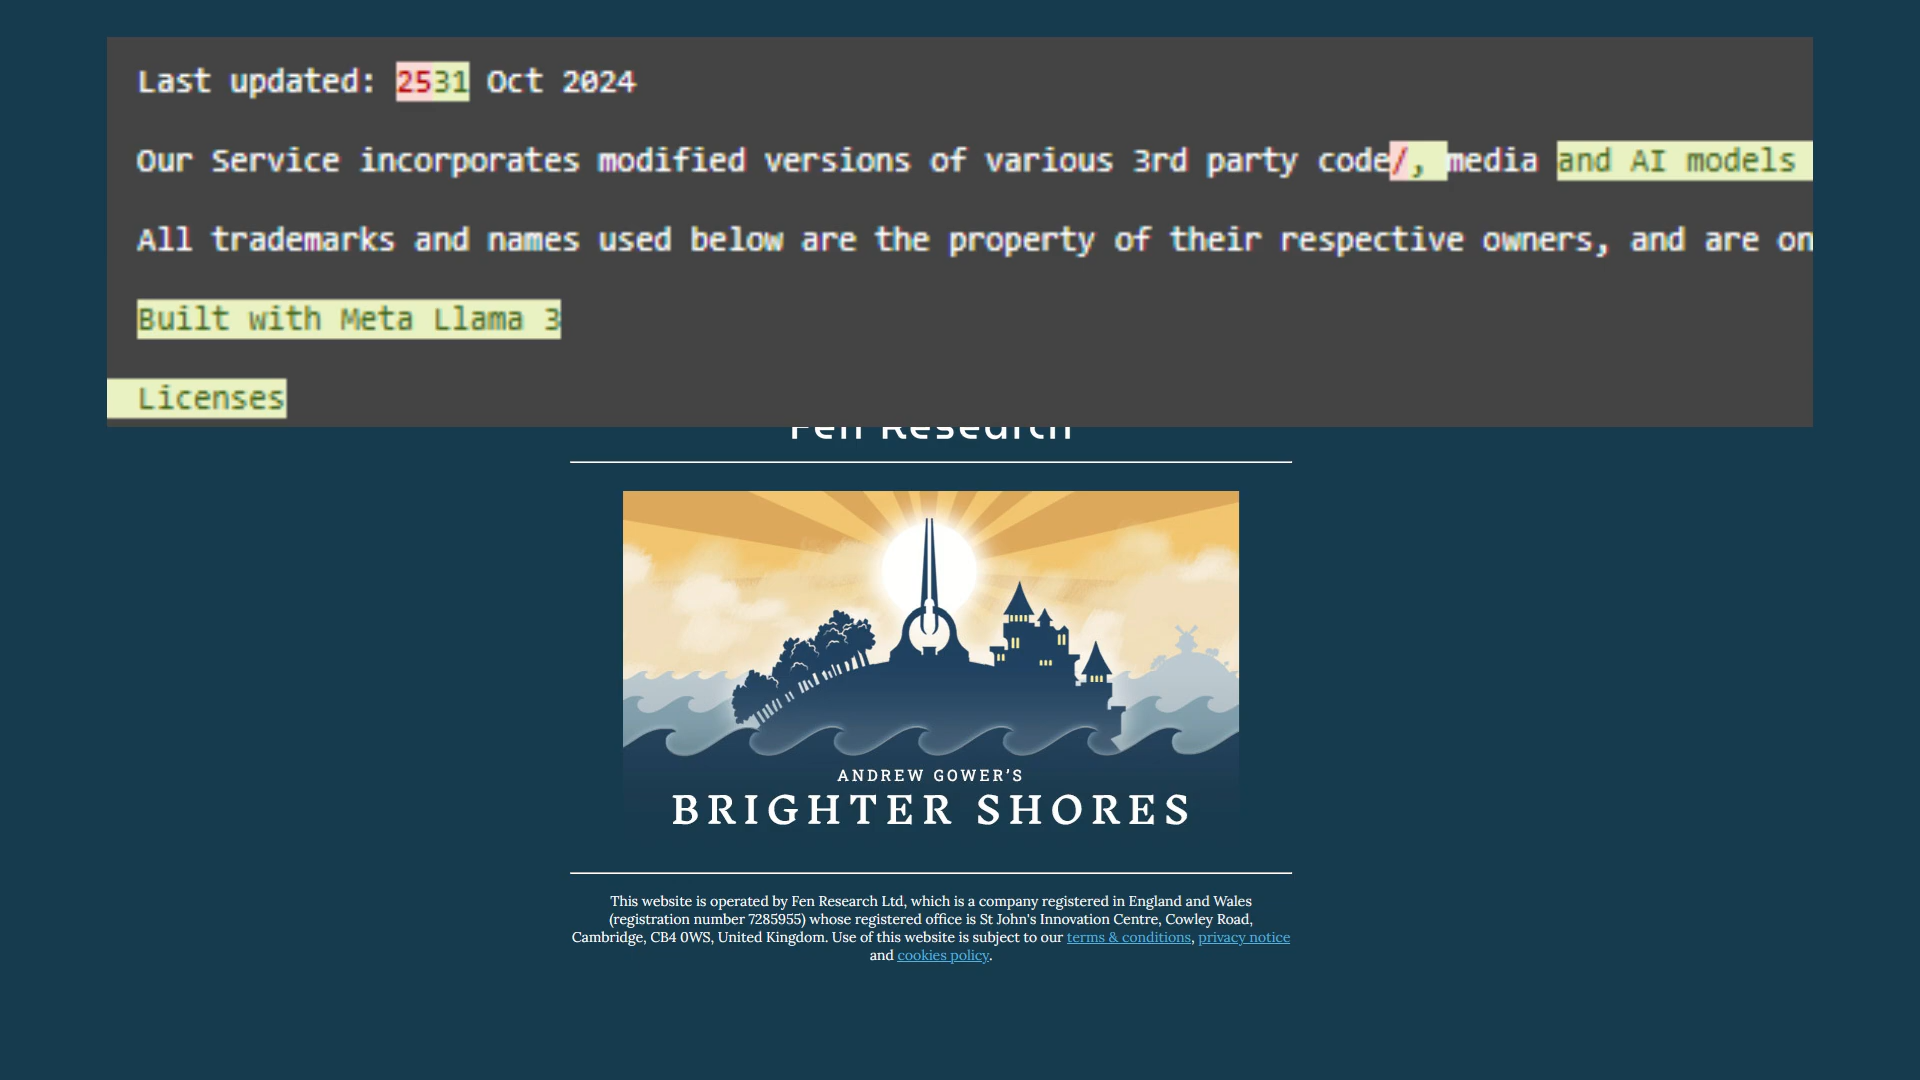 Last updated: 2531 Oct 2024
Our Service incorporates modified versions of various 3rd party code/, media and AI models
All trademarks and names used below are the property of their respective owners, and are on
Built with Meta Llama 3
Licenses
Fen Research
ANDREW GOWER'S
BRIGHTER SHORES
This website is operated by Fen Research Ltd, which is a company registered in England and Wales
(registration number 7285955) whose registered office is St John's Innovation Centre, Cowley Road,
Cambridge, CB4 0WS, United Kingdom. Use of this website is subject to our terms & conditions, privacy notice
and cookies policy.